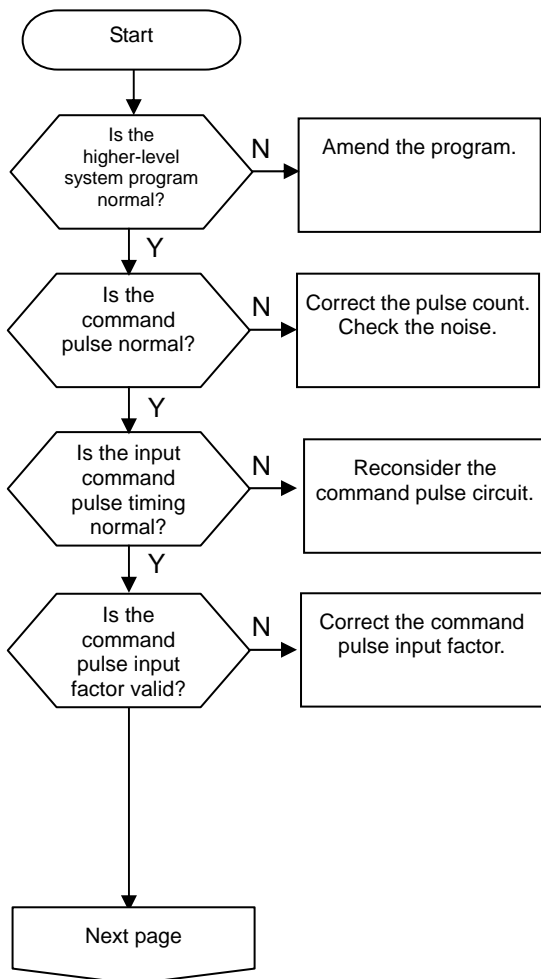 Start
Is the
higher-level
system program
normal?
N
Amend the program.
Y
Is the
command
pulse normal?
N
Correct the pulse count.
Check the noise.
Y
Is the input
command
pulse timing
normal?
N
Reconsider the
command pulse circuit.
Y
Is the
command
pulse input
factor valid?
N
Correct the command
pulse input factor.
Next page